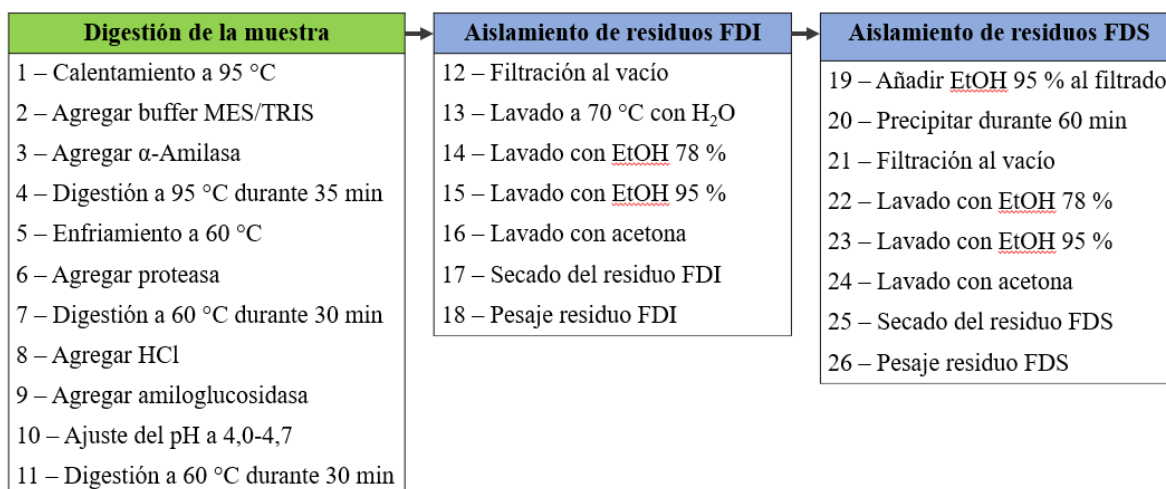 Digestión de la muestra
1 – Calentamiento a 95 °C
2 – Agregar buffer MES/TRIS
3 – Agregar α-Amilasa
4 – Digestión a 95 °C durante 35 min
5 – Enfriamiento a 60 °C
6 – Agregar proteasa
7 – Digestión a 60 °C durante 30 min
8 – Agregar HCl
9 – Agregar amiloglucosidasa
10 – Ajuste del pH a 4,0-4,7
11 – Digestión a 60 °C durante 30 min
Aislamiento de residuos FDI
12 – Filtración al vacío
13 – Lavado a 70 °C con H₂O
14 – Lavado con EtOH 78 %
15 – Lavado con EtOH 95 %
16 – Lavado con acetona
17 – Secado del residuo FDI
18 – Pesaje residuo FDI
Aislamiento de residuos FDS
19 – Añadir EtOH 95 % al filtrado
20 – Precipitar durante 60 min
21 – Filtración al vacío
22 – Lavado con EtOH 78 %
23 – Lavado con EtOH 95 %
24 – Lavado con acetona
25 – Secado del residuo FDS
26 – Pesaje residuo FDS